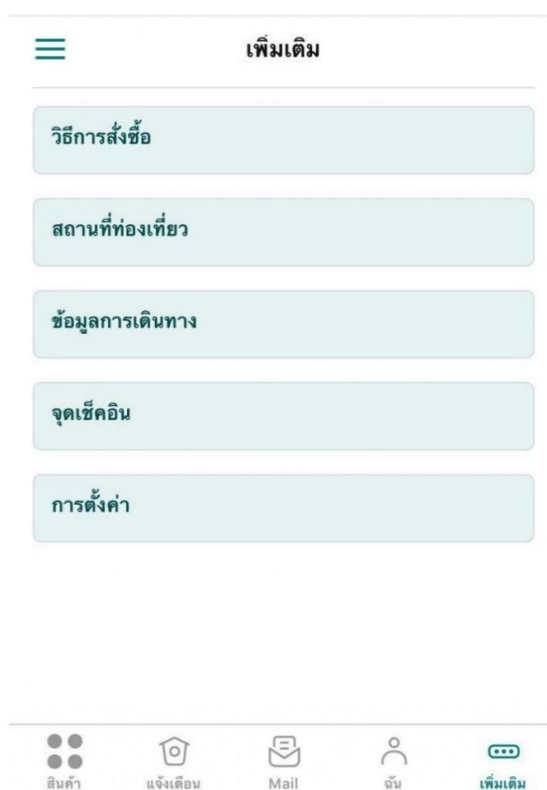 เพิ่มเติม
วิธีการสั่งซื้อ
สถานที่ท่องเที่ยว
ข้อมูลการเดินทาง
จุดเช็คอิน
การตั้งค่า
สินค้า แจ้งเตือน Mail ฉัน เพิ่มเติม